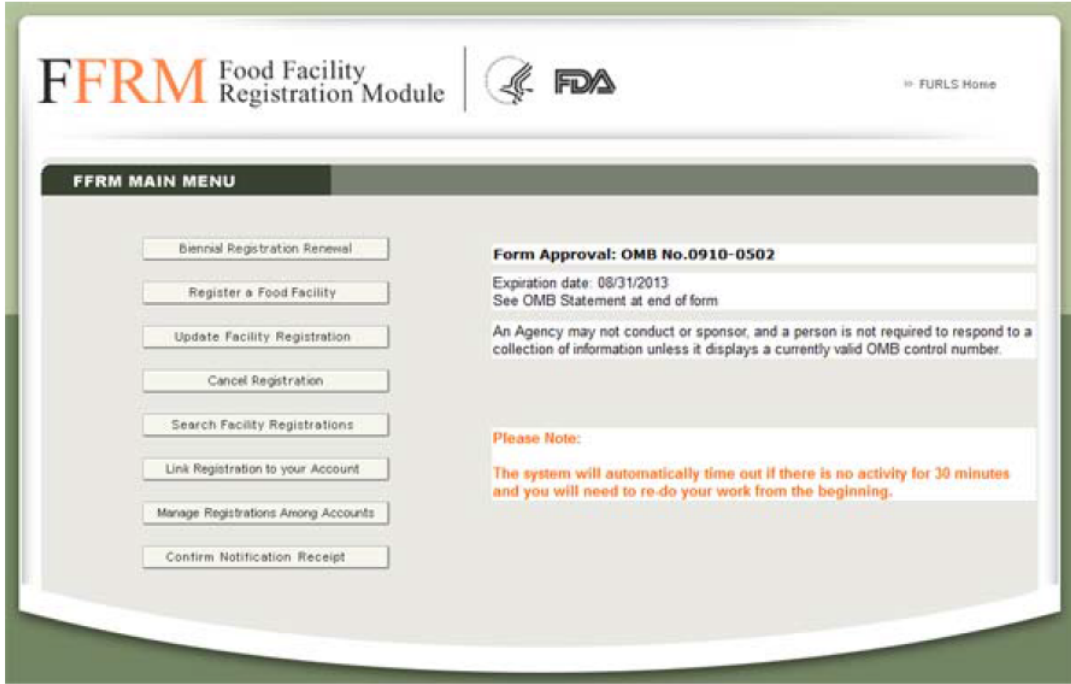 FFRM Food Facility
Registration Module
FDA
» FURLS Home
FFRM MAIN MENU
Biennial Registration Renewal
Register a Food Facility
Update Facility Registration
Cancel Registration
Search Facility Registrations
Link Registration to your Account
Manage Registrations Among Accounts
Confirm Notification Receipt
Form Approval: OMB No.0910-0502
Expiration date: 08/31/2013
See OMB Statement at end of form
An Agency may not conduct or sponsor, and a person is not required to respond to a
collection of information unless it displays a currently valid OMB control number.
Please Note:
The system will automatically time out if there is no activity for 30 minutes
and you will need to re-do your work from the beginning.